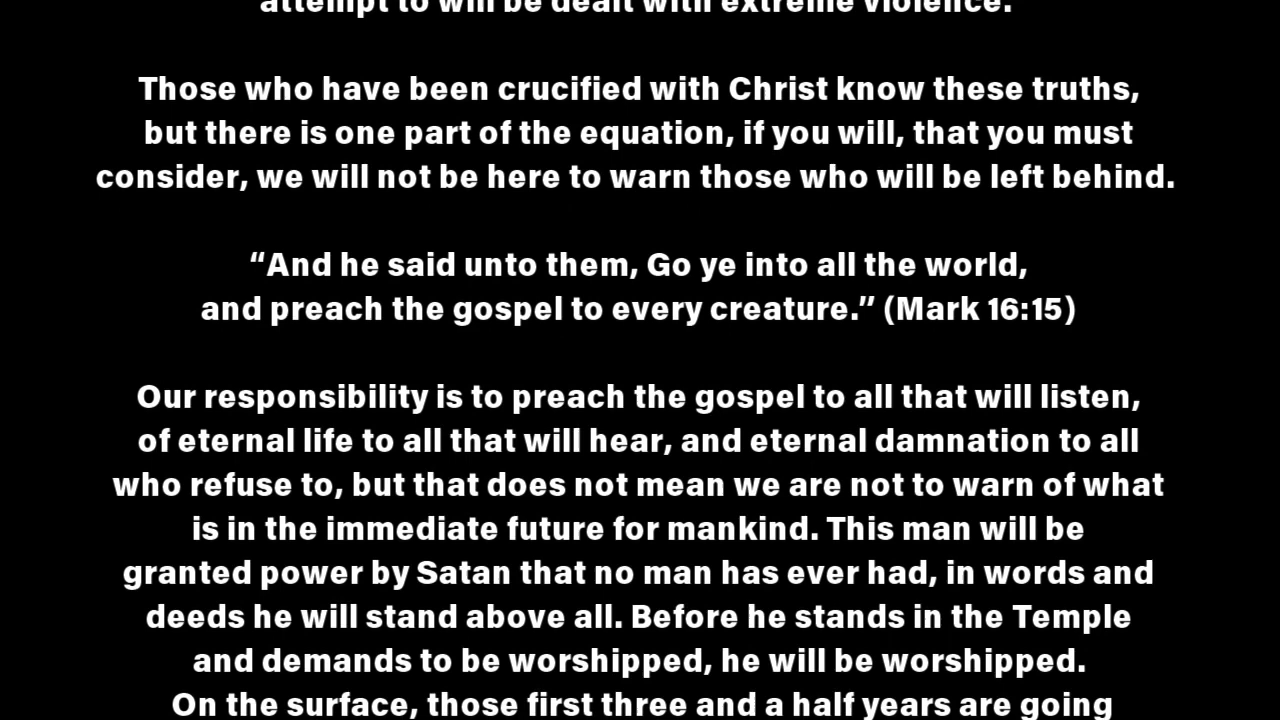 attempt to will be dealt with extreme violence.
Those who have been crucified with Christ know these truths,
but there is one part of the equation, if you will, that you must
consider, we will not be here to warn those who will be left behind.
“And he said unto them, Go ye into all the world,
and preach the gospel to every creature.” (Mark 16:15)
Our responsibility is to preach the gospel to all that will listen,
of eternal life to all that will hear, and eternal damnation to all
who refuse to, but that does not mean we are not to warn of what
is in the immediate future for mankind. This man will be
granted power by Satan that no man has ever had, in words and
deeds he will stand above all. Before he stands in the Temple
and demands to be worshipped, he will be worshipped.
On the surface, those first three and a half years are going